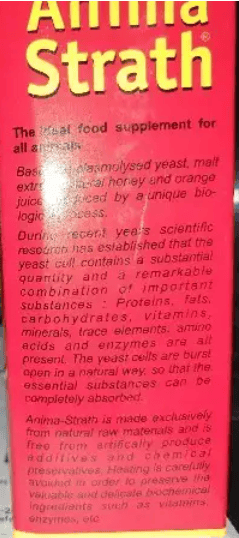 Anima
Strath®
The ideal food supplement for
all animals
Based on plasmolysed yeast, malt
extract, natural honey and orange
juice, produced by a unique bio-
logical process.
During recent years scientific
research has established that the
yeast cell contains a substantial
quantity and a remarkable
combination of important
substances : Proteins, fats,
carbohydrates, vitamins,
minerals, trace elements, amino
acids and enzymes are all
present. The yeast cells are burst
open in a natural way, so that the
essential substances can be
completely absorbed.
Anima-Strath is made exclusively
from natural raw materials and is
free from artifically produce
additives and chemical
preservatives. Heating is carefully
avoided in order to preserve the
valuable and delicate biochemical
ingredients such as vitamins,
enzymes, etc